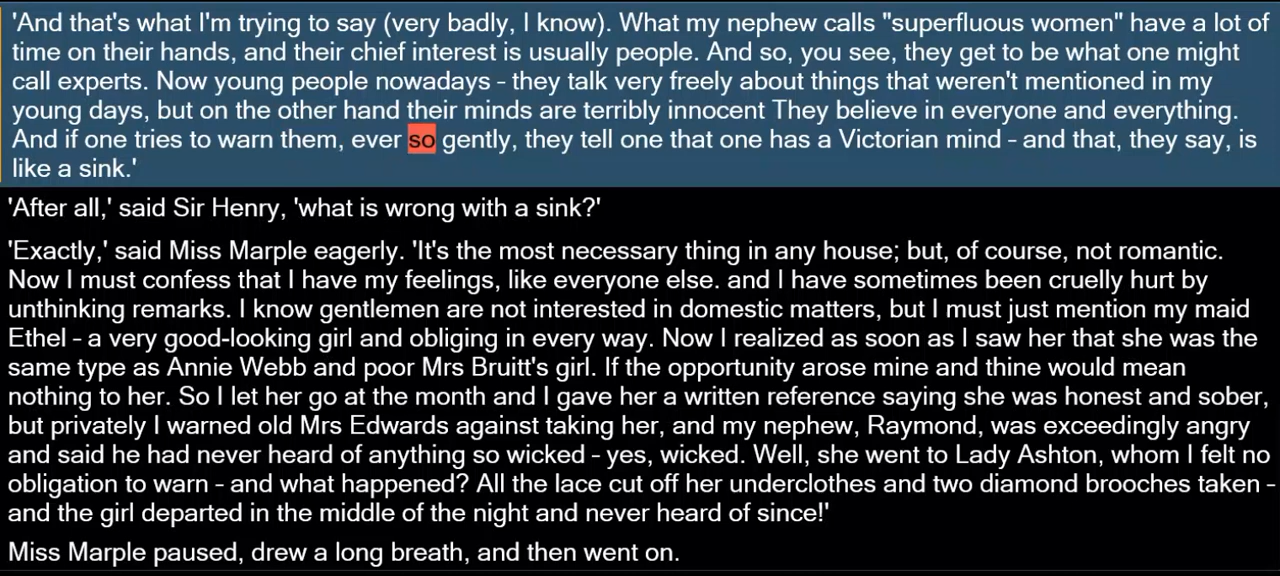 'And that's what I'm trying to say (very badly, I know). What my nephew calls "superfluous women" have a lot of
time on their hands, and their chief interest is usually people. And so, you see, they get to be what one might
call experts. Now young people nowadays - they talk very freely about things that weren't mentioned in my
young days, but on the other hand their minds are terribly innocent They believe in everyone and everything.
And if one tries to warn them, ever so gently, they tell one that one has a Victorian mind - and that, they say, is
like a sink.'
'After all,' said Sir Henry, 'what is wrong with a sink?'
'Exactly,' said Miss Marple eagerly. 'It's the most necessary thing in any house; but, of course, not romantic.
Now I must confess that I have my feelings, like everyone else. and I have sometimes been cruelly hurt by
unthinking remarks. I know gentlemen are not interested in domestic matters, but I must just mention my maid
Ethel - a very good-looking girl and obliging in every way. Now I realized as soon as I saw her that she was the
same type as Annie Webb and poor Mrs Bruitt's girl. If the opportunity arose mine and thine would mean
nothing to her. So I let her go at the month and I gave her a written reference saying she was honest and sober,
but privately I warned old Mrs Edwards against taking her, and my nephew, Raymond, was exceedingly angry
and said he had never heard of anything so wicked - yes, wicked. Well, she went to Lady Ashton, whom I felt no
obligation to warn - and what happened? All the lace cut off her underclothes and two diamond brooches taken -
and the girl departed in the middle of the night and never heard of since!'
Miss Marple paused, drew a long breath, and then went on.